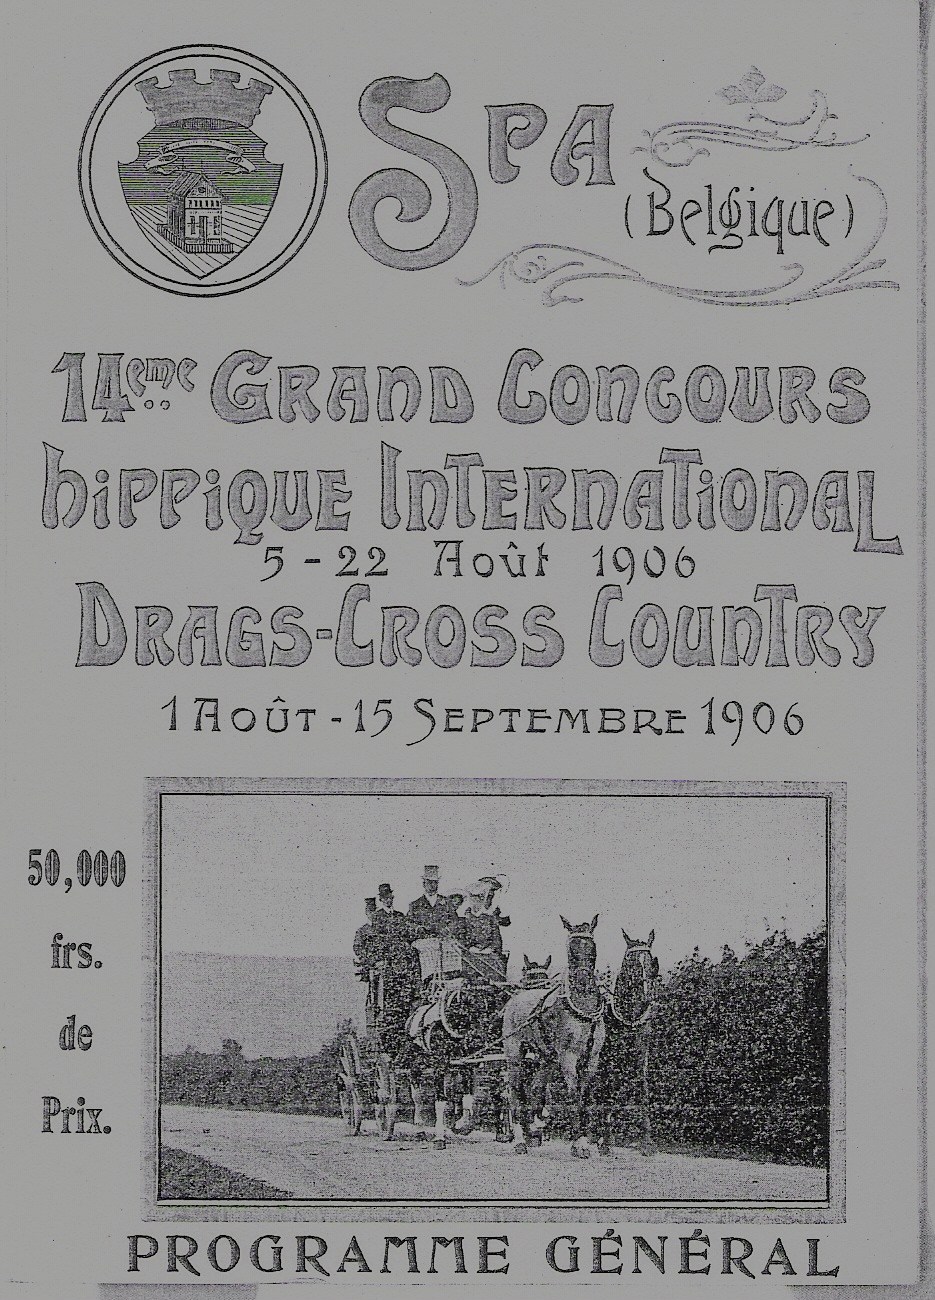 SPA
(Belgique)
14eme GRAND CONCOURS
hippique INTERNATIONAL
5 - 22 Août 1906
DRAGS-CROSS COUNTRY
1 AOÛT - 15 SEPTEMBRE 1906
50,000
frs.
de
Prix.
PROGRAMME GÉNÉRAL